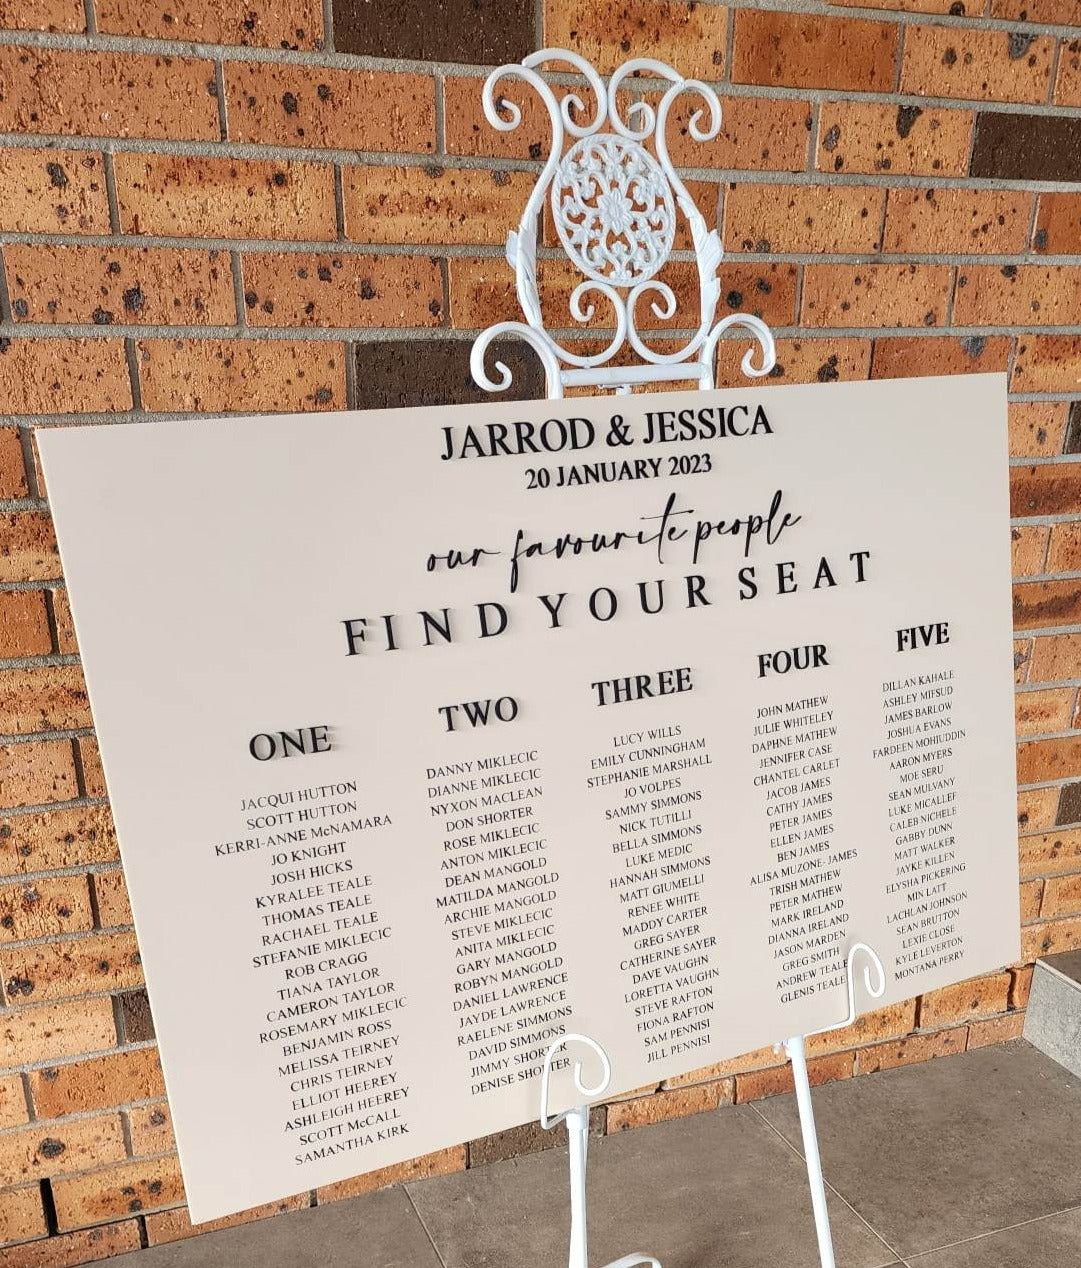 JARROD & JESSICA
20 JANUARY 2023
our favourite people
FIND YOUR SEAT
ONE
JACQUI HUTTON
SCOTT HUTTON
KERRI-ANNE McNAMARA
JO KNIGHT
JOSH HICKS
KYRALEE TEALE
THOMAS TEALE
RACHAEL TEALE
STEFANIE MIKLECIC
ROB CRAGG
TIANA TAYLOR
CAMERON TAYLOR
ROSEMARY MIKLECIC
BENJAMIN ROSS
MELISSA TEIRNEY
CHRIS TEIRNEY
ELLIOT HEEREY
ASHLEIGH HEEREY
SCOTT McCALL
SAMANTHA KIRK
TWO
DANNY MIKLECIC
DIANNE MIKLECIC
NYXON MACLEAN
DON SHORTER
ROSE MIKLECIC
ANTON MIKLECIC
DEAN MANGOLD
MATILDA MANGOLD
ARCHIE MANGOLD
STEVE MIKLECIC
ANITA MIKLECIC
GARY MANGOLD
ROBYN MANGOLD
DANIEL LAWRENCE
JAYDE LAWRENCE
RAELENE SIMMONS
DAVID SIMMONS
JIMMY SHORTER
DENISE SHORTER
THREE
LUCY WILLS
EMILY CUNNINGHAM
STEPHANIE MARSHALL
JO VOLPES
SAMMY SIMMONS
NICK TUTILLI
BELLA SIMMONS
LUKE MEDIC
HANNAH SIMMONS
MATT GIUMELLI
RENEE WHITE
MADDY CARTER
GREG SAYER
CATHERINE SAYER
DAVE VAUGHN
LORETTA VAUGHN
STEVE RAFTON
FIONA RAFTON
SAM PENNISI
JILL PENNISI
FOUR
JOHN MATHEW
JULIE WHITELEY
DAPHNE MATHEW
JENNIFER CASE
CHANTEL CARLET
JACOB JAMES
CATHY JAMES
PETER JAMES
ELLEN JAMES
BEN JAMES
ALISA MUZONE- JAMES
TRISH MATHEW
PETER MATHEW
MARK IRELAND
DIANNA IRELAND
JASON MARDEN
GREG SMITH
ANDREW TEALE
GLENIS TEALE
FIVE
DILLAN KAHALE
ASHLEY MIFSUD
JAMES BARLOW
JOSHUA EVANS
FARDEEN MOHIUDDIN
AARON MYERS
MOE SERU
SEAN MULVANY
LUKE MICALLEF
CALEB NICHELE
GABBY DUNN
MATT WALKER
JAYKE KILLEN
ELYSHA PICKERING
MIN LATT
LACHLAN JOHNSON
SEAN BRUTTON
LEXIE CLOSE
KYLE LEVERTON
MONTANA PERRY